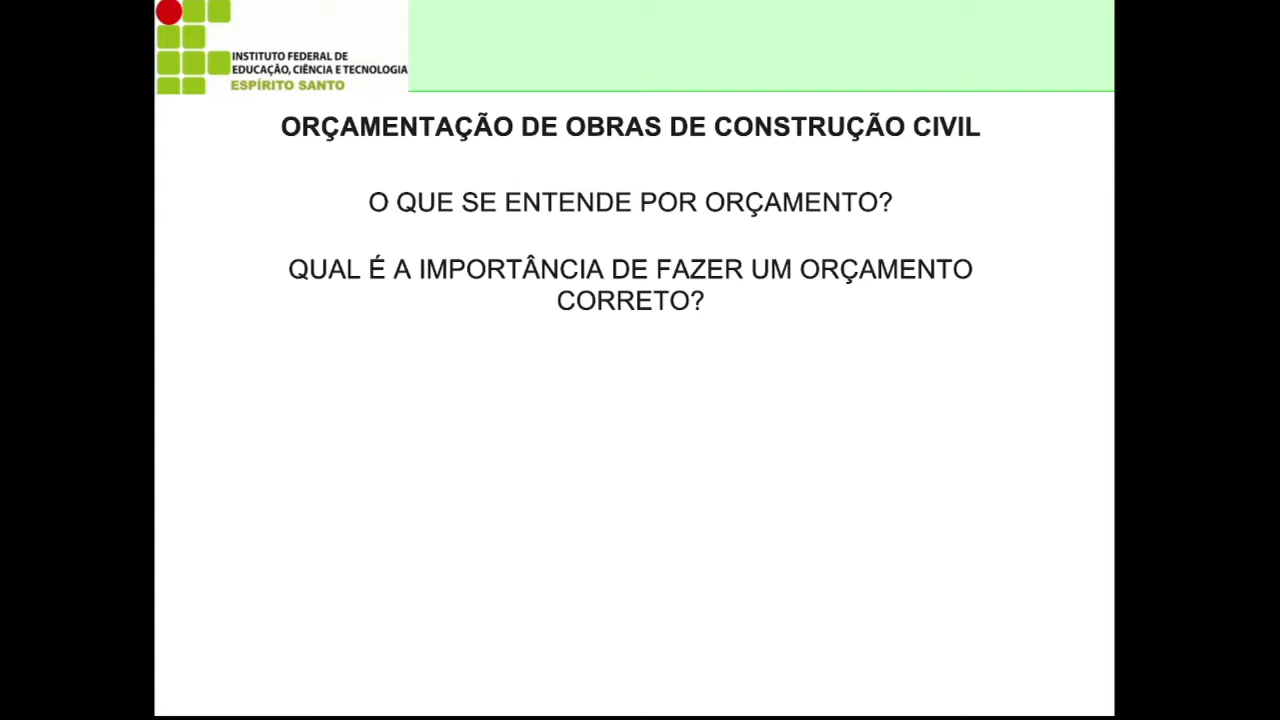 INSTITUTO FEDERAL DE
EDUCAÇÃO, CIÊNCIA E TECNOLOGIA
ESPÍRITO SANTO
ORÇAMENTAÇÃO DE OBRAS DE CONSTRUÇÃO CIVIL
O QUE SE ENTENDE POR ORÇAMENTO?
QUAL É A IMPORTÂNCIA DE FAZER UM ORÇAMENTO
CORRETO?